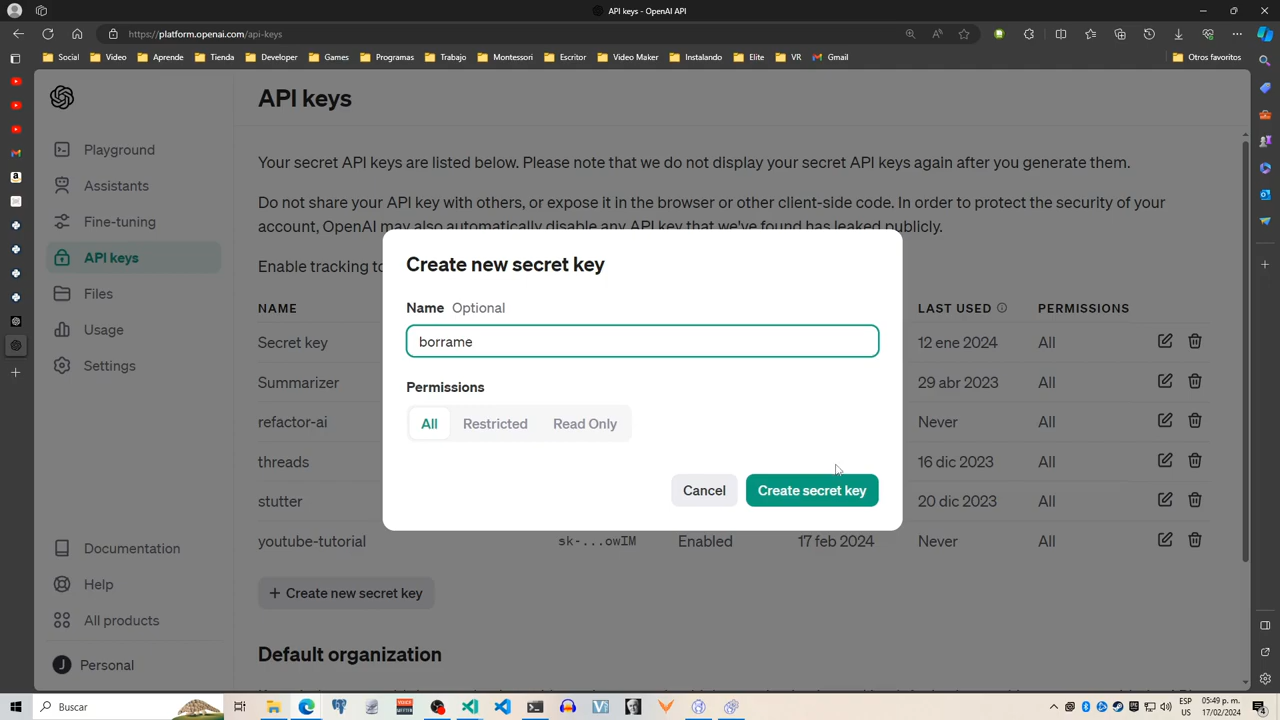 API keys - OpenAI API
https://platform.openai.com/api-keys
Social Video Aprende Tienda Developer Games Programas Trabajo Montessori Escritor Video Maker Instalando Elite VR Gmail Otros favoritos
API keys
Playground
Assistants
Fine-tuning
API keys
Files
Usage
Settings
Documentation
Help
All products
J Personal
Your secret API keys are listed below. Please note that we do not display your secret API keys again after you generate them.
Do not share your API key with others, or expose it in the browser or other client-side code. In order to protect the security of your
account, OpenAI may also automatically disable any API key that we've found has leaked publicly.
Enable tracking to
NAME LAST USED PERMISSIONS
Secret key 12 ene 2024 All
Summarizer 29 abr 2023 All
refactor-ai Never All
threads 16 dic 2023 All
stutter 20 dic 2023 All
youtube-tutorial sk-...owIM Enabled 17 feb 2024 Never All
+ Create new secret key
Default organization
Create new secret key
Name Optional
borrame
Permissions
All Restricted Read Only
Cancel Create secret key
Buscar
ESP
US
05:49 p. m.
17/02/2024